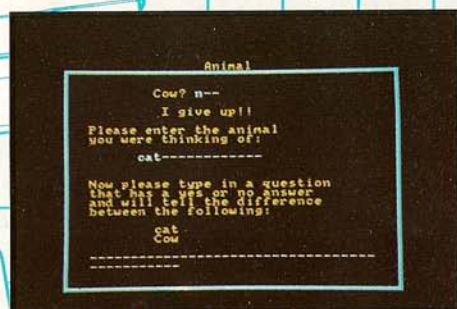 Animal
Cow? n--
I give up!!
Please enter the animal
you were thinking of:
cat-------------
Now please type in a question
that has a yes or no answer
and will tell the difference
between the following:
cat
Cow
-----------------------------------
-----------